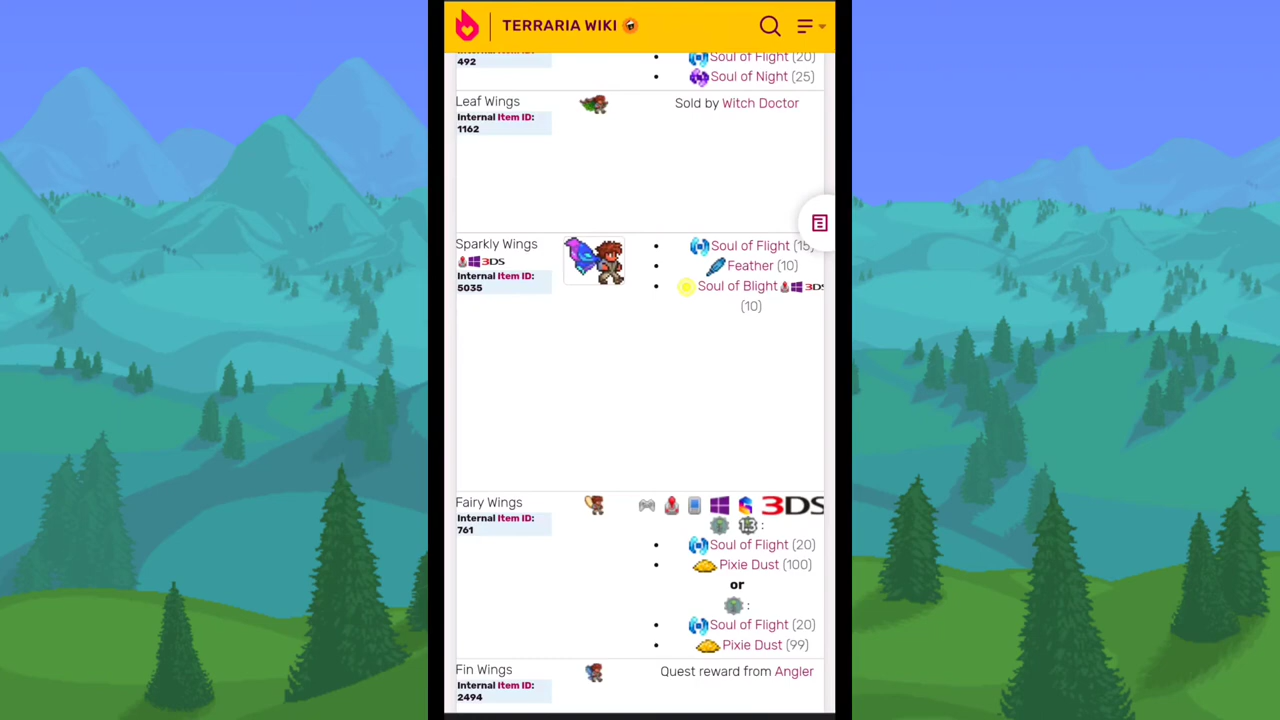 TERRARIA WIKI
492
Soul of Flight (20)
Soul of Night (25)
Leaf Wings
Internal Item ID:
1162
Sold by Witch Doctor
Sparkly Wings
3DS
Internal Item ID:
5035
Soul of Flight (15)
Feather (10)
Soul of Blight 3DS
(10)
Fairy Wings
Internal Item ID:
761
3DS
1.3 :
Soul of Flight (20)
Pixie Dust (100)
or
:
Soul of Flight (20)
Pixie Dust (99)
Fin Wings
Internal Item ID:
2494
Quest reward from Angler